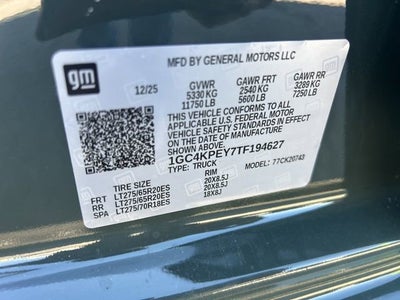 gm
MFD BY GENERAL MOTORS LLC
12/25
GVWR GAWR FRT GAWR RR
5330 KG 2540 KG 3289 KG
11750 LB 5600 LB 7250 LB
THIS VEHICLE CONFORMS TO ALL
APPLICABLE U.S. FEDERAL MOTOR
VEHICLE SAFETY STANDARDS IN EFFECT
ON THE DATE OF MANUFACTURE
SHOWN ABOVE.
1GC4KPEY7TF194627
TYPE: TRUCK MODEL: 77CK20743
TIRE SIZE RIM
FRT LT275/65R20ES 20X8.5J
RR LT275/65R20ES 20X8.5J
SPA LT275/70R18ES 18X8J